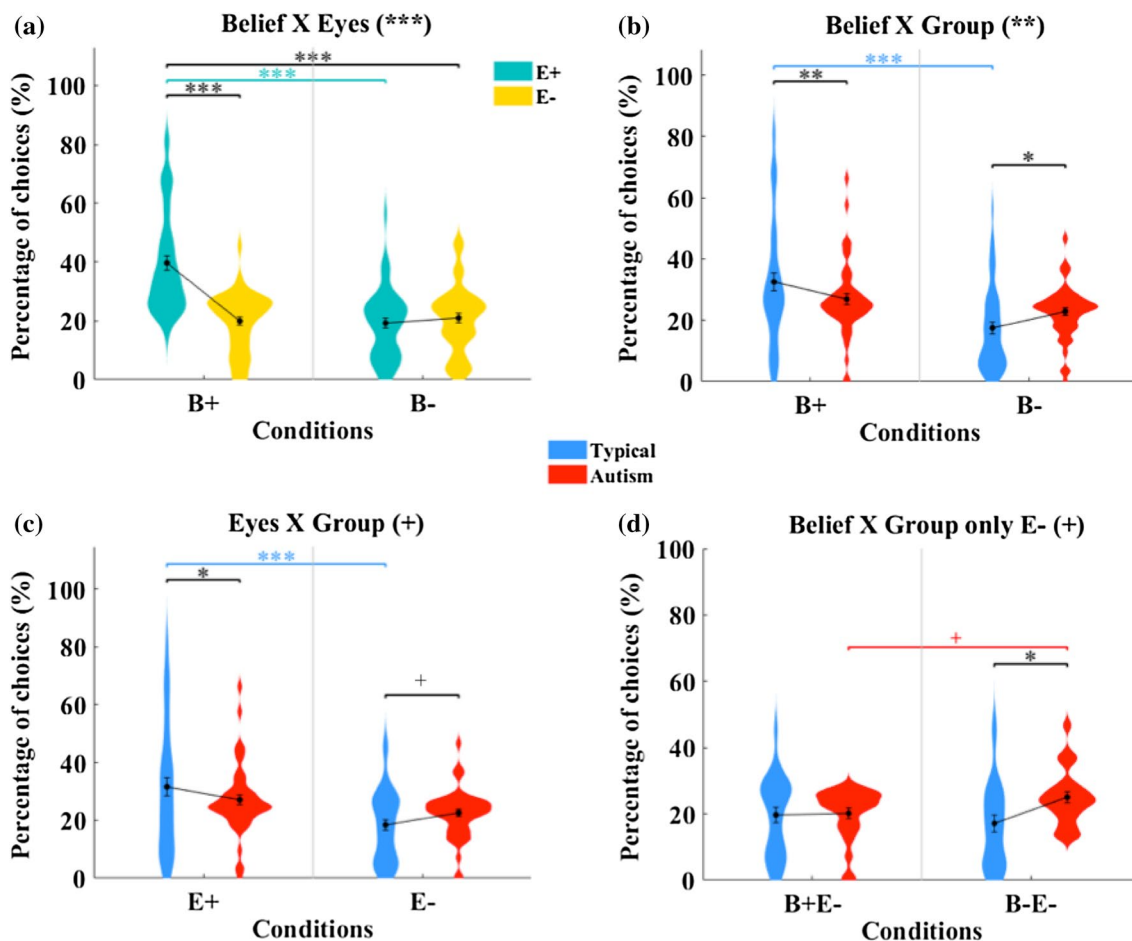 (a)
Belief X Eyes (***)
Percentage of choices (%)
100
80
60
40
20
0
***
***
***
E+
E-
B+
B-
Conditions
(b)
Belief X Group (**)
Percentage of choices (%)
100
80
60
40
20
0
***
**
*
B+
B-
Conditions
Typical
Autism
(c)
Eyes X Group (+)
Percentage of choices (%)
100
80
60
40
20
0
***
*
+
E+
E-
Conditions
(d)
Belief X Group only E- (+)
Percentage of choices (%)
100
80
60
40
20
0
+
*
B+E-
B-E-
Conditions